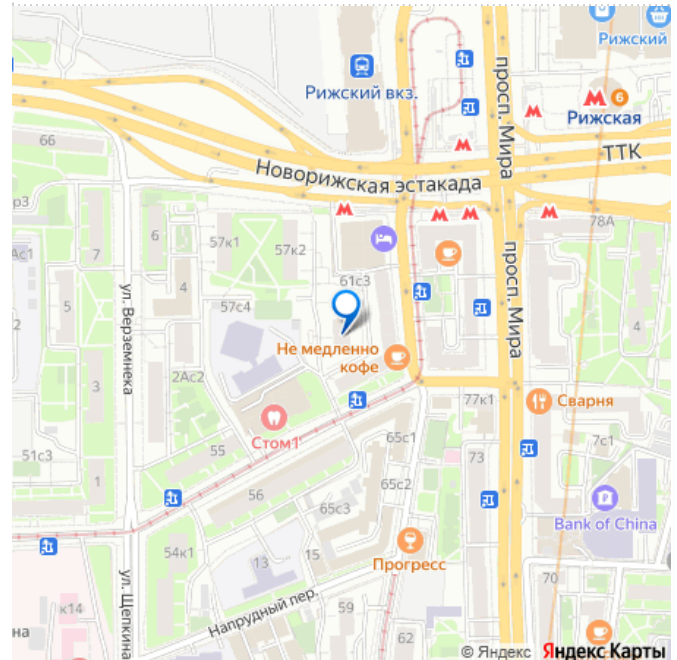 Рижский
Рижский вкз.
6
Рижская
просп. Мира
ТТК
Новорижская эстакада
66
78А
57к1
57к2
6
7
4
5
61с3
57с4
просп. Мира
4
ул. Верземнека
Не медленно
кофе
2Ас2
3
Стом1
77к1
Сварня
65с1
7с1
55
51с3
1
56
65с2
73
65с3
Bank of China
54к1
13
15
Прогресс
70
ул. Щепкина
к14
Напрудный пер.
59
62
на
© Яндекс
Яндекс Карты